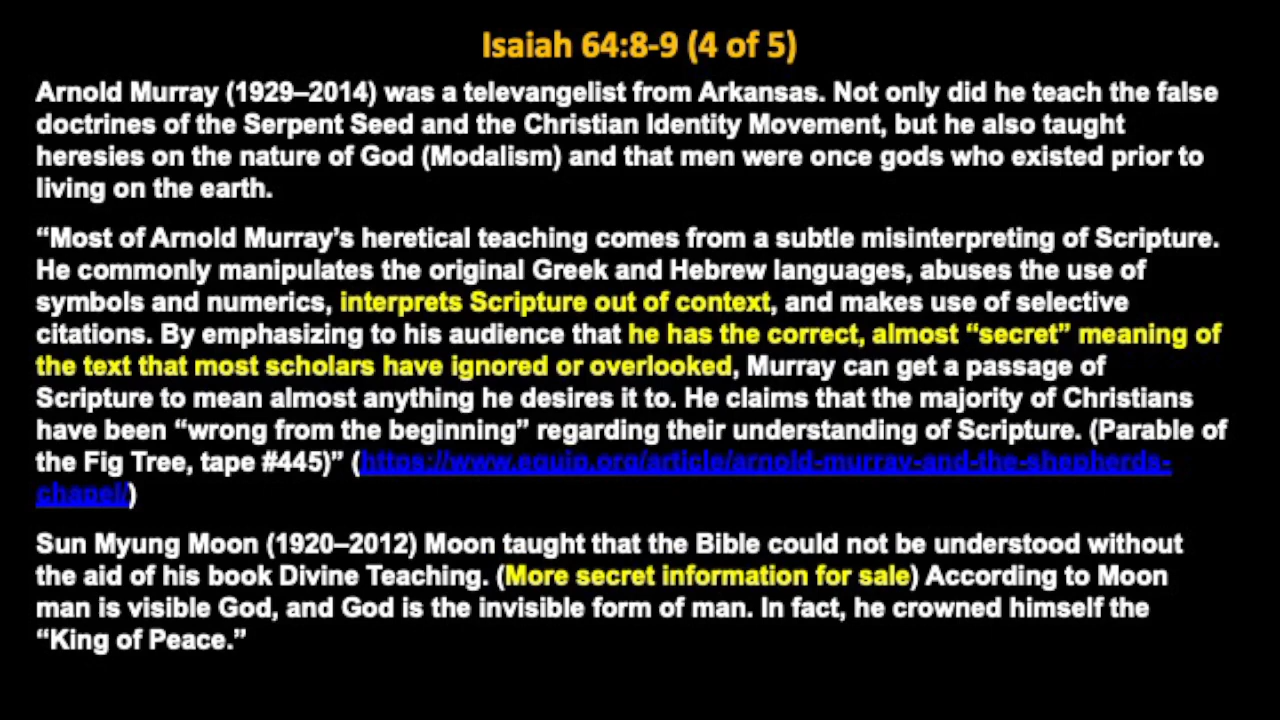 Isaiah 64:8-9 (4 of 5)
Arnold Murray (1929–2014) was a televangelist from Arkansas. Not only did he teach the false
doctrines of the Serpent Seed and the Christian Identity Movement, but he also taught
heresies on the nature of God (Modalism) and that men were once gods who existed prior to
living on the earth.
“Most of Arnold Murray’s heretical teaching comes from a subtle misinterpreting of Scripture.
He commonly manipulates the original Greek and Hebrew languages, abuses the use of
symbols and numerics, interprets Scripture out of context, and makes use of selective
citations. By emphasizing to his audience that he has the correct, almost “secret” meaning of
the text that most scholars have ignored or overlooked, Murray can get a passage of
Scripture to mean almost anything he desires it to. He claims that the majority of Christians
have been “wrong from the beginning” regarding their understanding of Scripture. (Parable of
the Fig Tree, tape #445)” (https://www.equip.org/article/arnold-murray-and-the-shepherds-
chapel/)
Sun Myung Moon (1920–2012) Moon taught that the Bible could not be understood without
the aid of his book Divine Teaching. (More secret information for sale) According to Moon
man is visible God, and God is the invisible form of man. In fact, he crowned himself the
“King of Peace.”